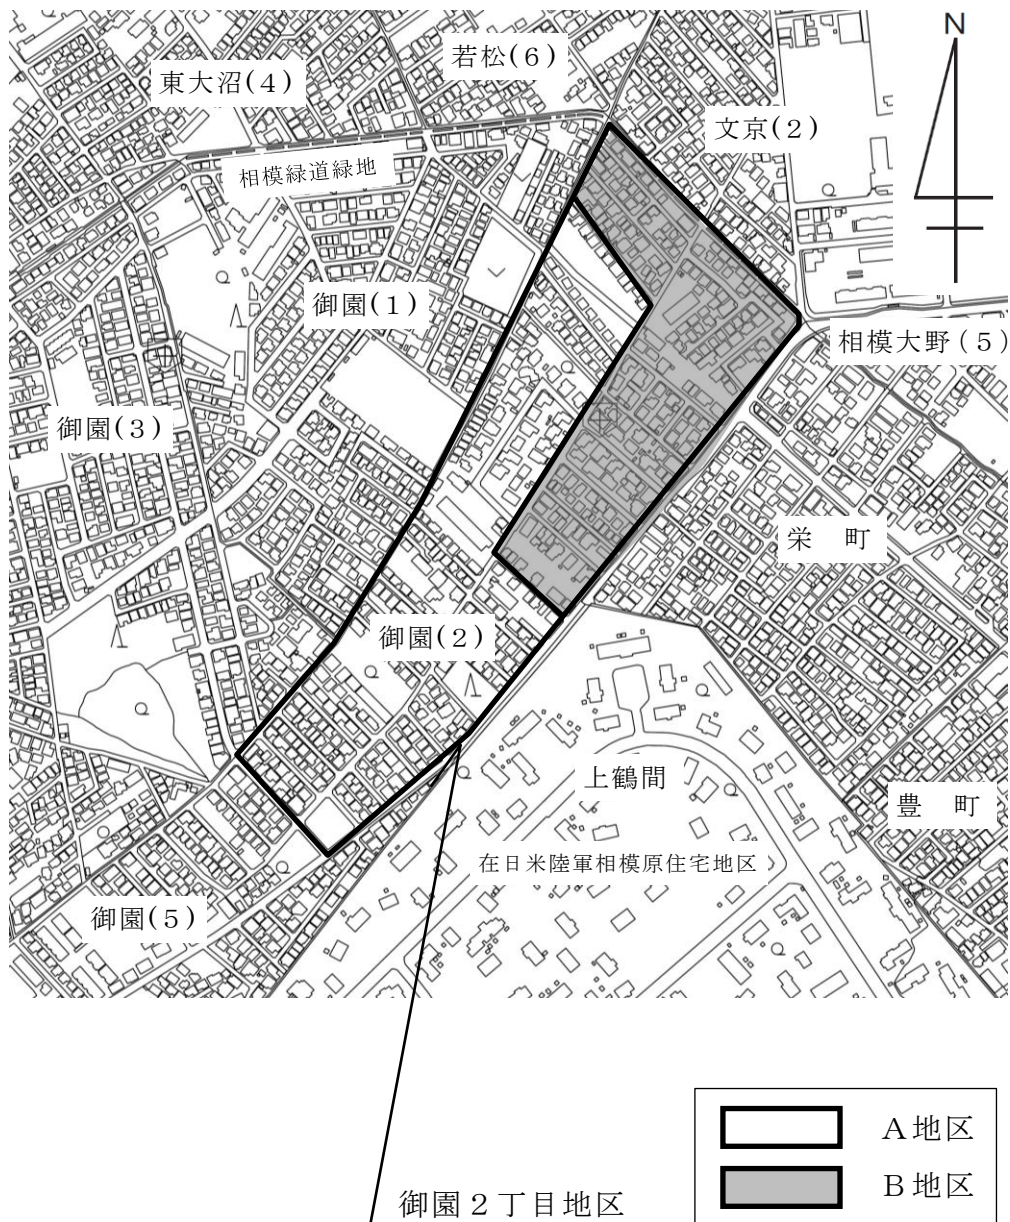 N
若松(６)
東大沼(４)
文京(２)
相模緑道緑地
御園(１)
相模大野(５)
御園(３)
栄　町
御園(２)
上鶴間
豊　町
在日米陸軍相模原住宅地区
御園(５)
Ａ地区
Ｂ地区
御園２丁目地区